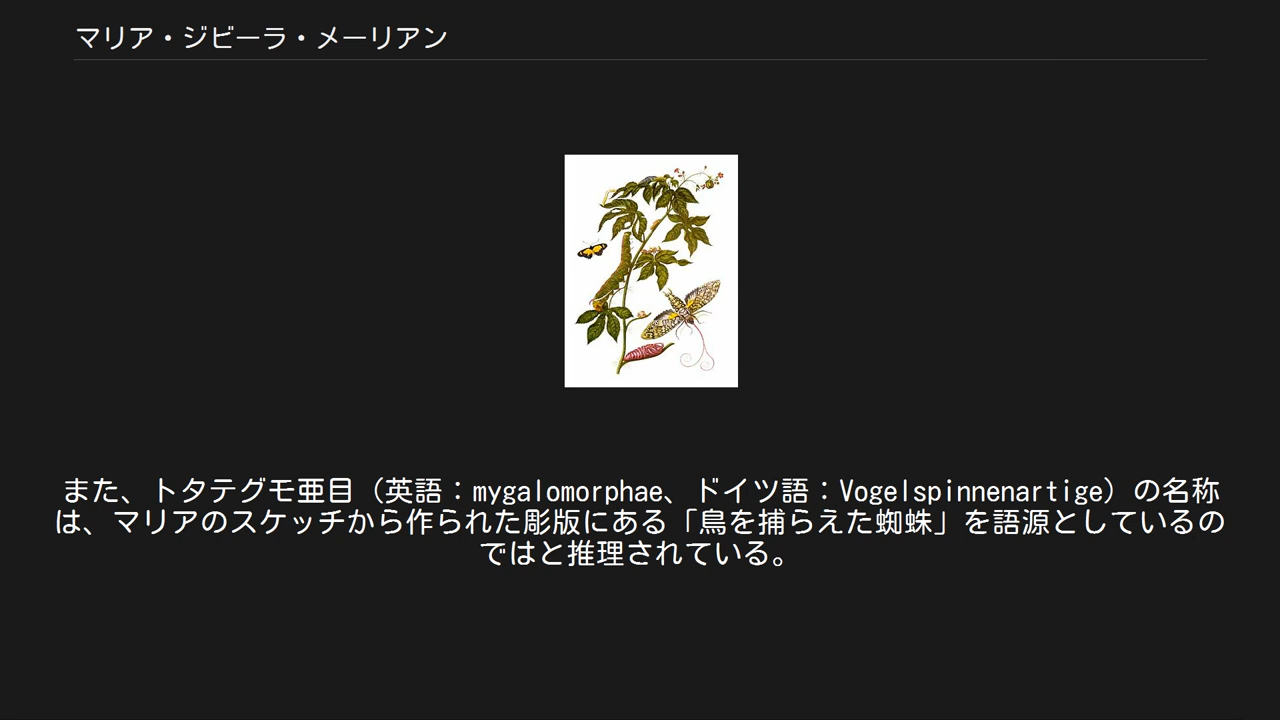 マリア・ジビーラ・メーリアン
また、トタテグモ亜目（英語：mygalomorphae、ドイツ語：Vogelspinnenartige）の名称
は、マリアのスケッチから作られた彫版にある「鳥を捕らえた蜘蛛」を語源としているの
ではと推理されている。